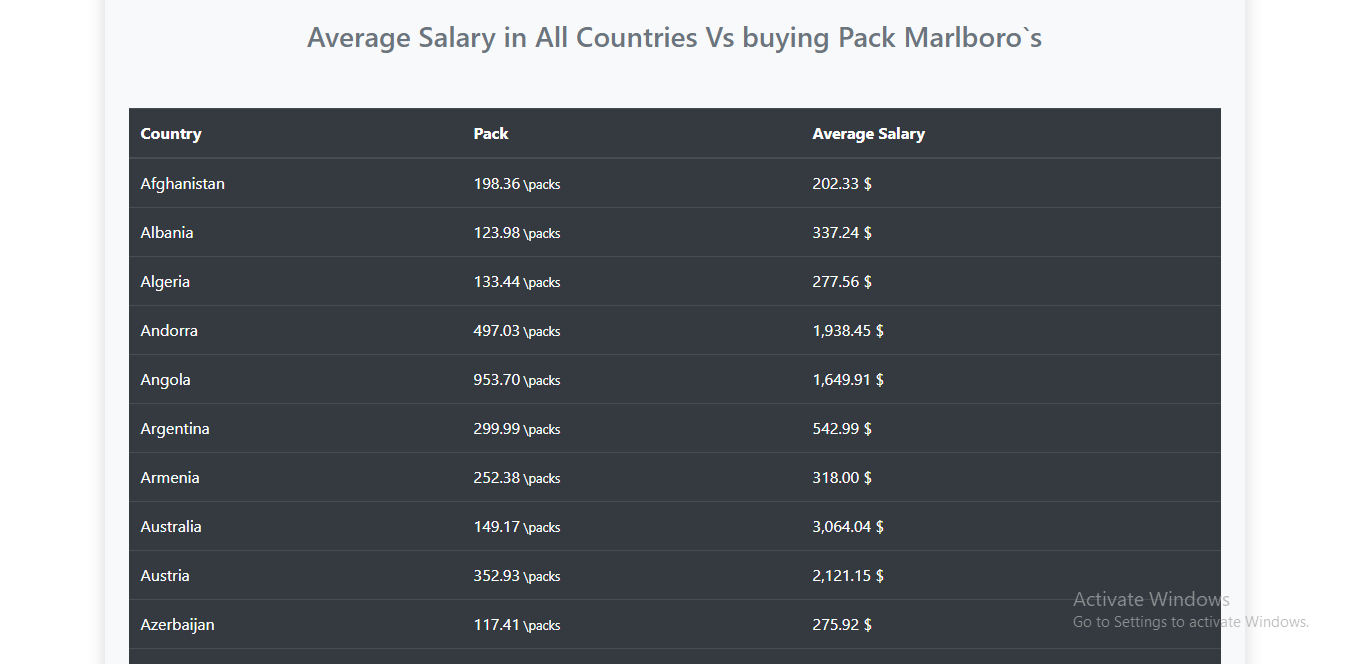 Average Salary in All Countries Vs buying Pack Marlboro`s
Country Pack Average Salary
Afghanistan 198.36 \packs 202.33 $
Albania 123.98 \packs 337.24 $
Algeria 133.44 \packs 277.56 $
Andorra 497.03 \packs 1,938.45 $
Angola 953.70 \packs 1,649.91 $
Argentina 299.99 \packs 542.99 $
Armenia 252.38 \packs 318.00 $
Australia 149.17 \packs 3,064.04 $
Austria 352.93 \packs 2,121.15 $
Azerbaijan 117.41 \packs 275.92 $
Activate Windows
Go to Settings to activate Windows.